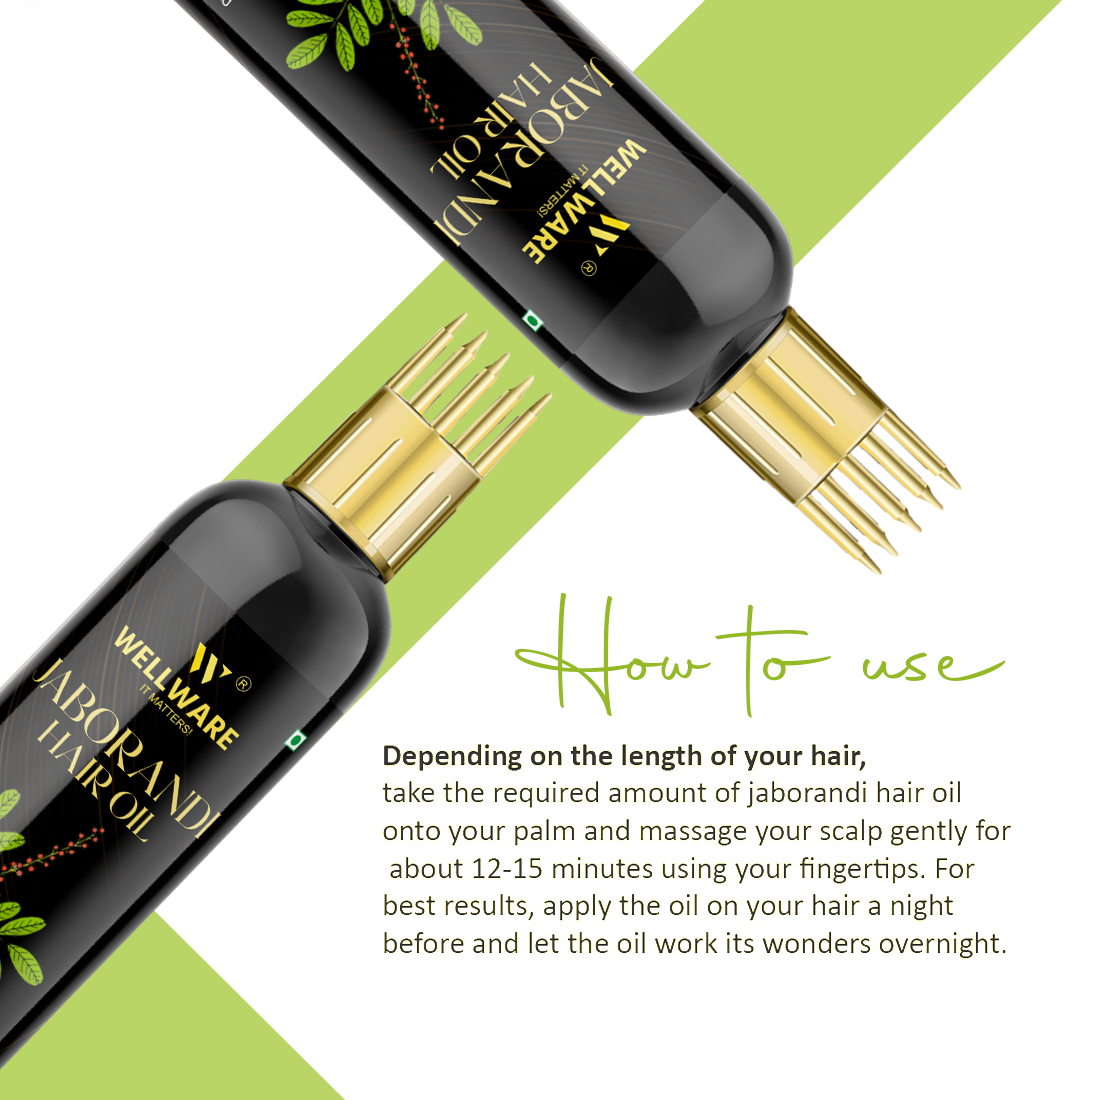 JABORANDI
HAIR OIL
WELLWARE
IT MATTERS!
W
®
W
®
WELLWARE
IT MATTERS!
JABORANDI
HAIR OIL
How to use
Depending on the length of your hair,
take the required amount of jaborandi hair oil
onto your palm and massage your scalp gently for
about 12-15 minutes using your fingertips. For
best results, apply the oil on your hair a night
before and let the oil work its wonders overnight.